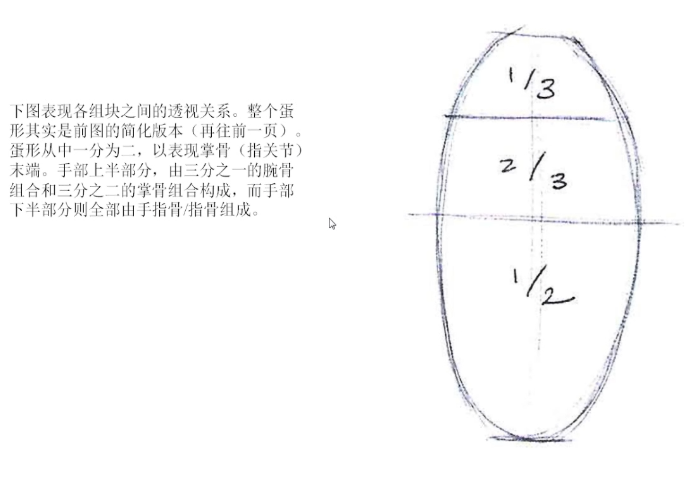 下图表现各组块之间的透视关系。整个蛋
形其实是前图的简化版本（再往前一页）。
蛋形从中一分为二，以表现掌骨（指关节）
末端。手部上半部分，由三分之一的腕骨
组合和三分之二的掌骨组合构成，而手部
下半部分则全部由手指骨/指骨组成。
1/3
2/3
1/2